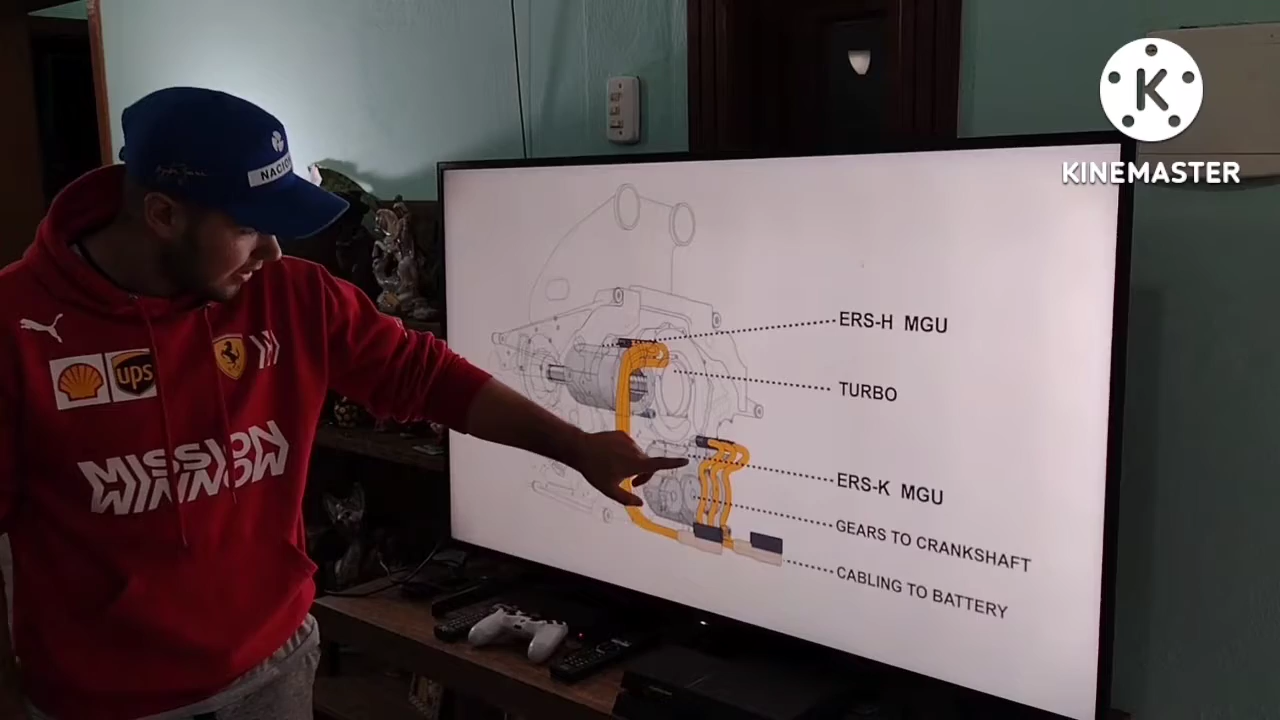 NACIO
ups
MISSION
WINNOW
ERS-H MGU
TURBO
ERS-K MGU
GEARS TO CRANKSHAFT
CABLING TO BATTERY
K
KINEMASTER